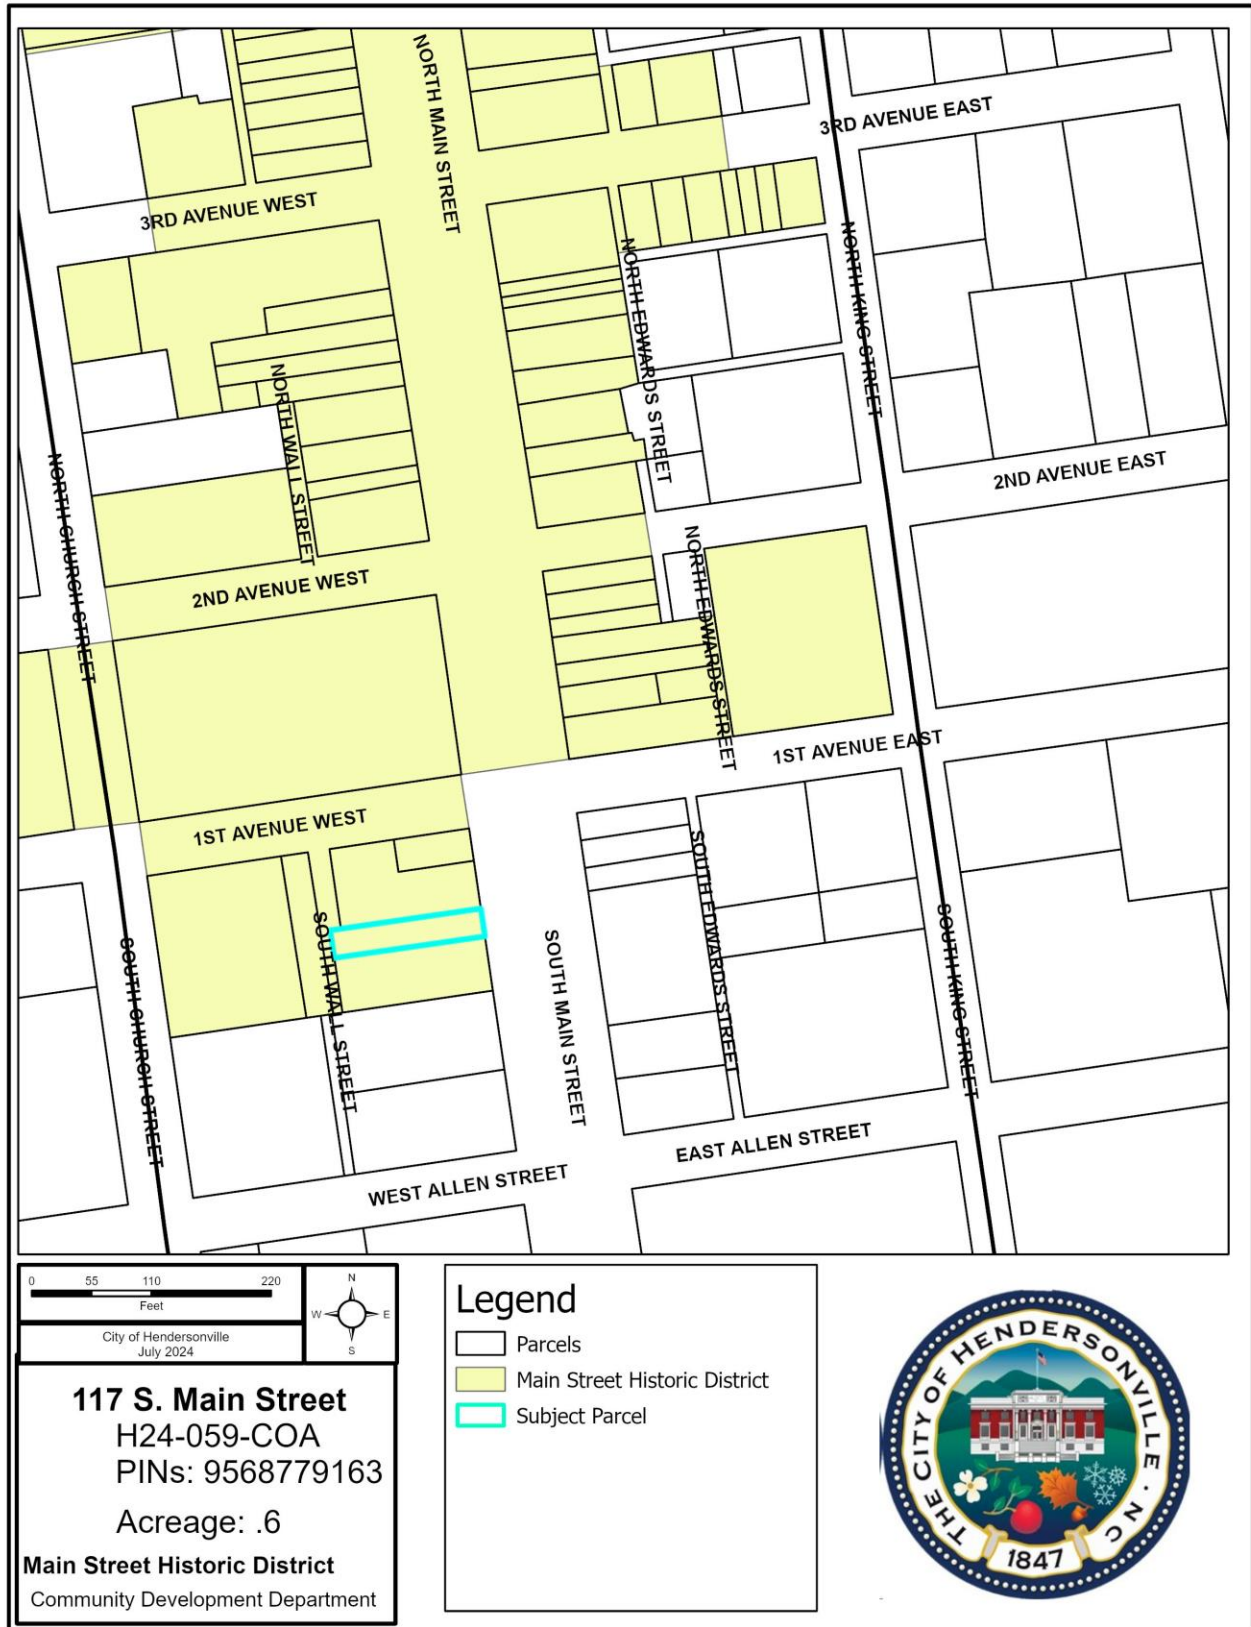 NORTH MAIN STREET
3RD AVENUE EAST
3RD AVENUE WEST
NORTH EDWARDS STREET
NORTH KING STREET
NORTH WALL STREET
NORTH CHURCH STREET
2ND AVENUE EAST
2ND AVENUE WEST
NORTH EDWARDS STREET
1ST AVENUE EAST
1ST AVENUE WEST
SOUTH EDWARDS STREET
SOUTH KING STREET
SOUTH WALL STREET
SOUTH MAIN STREET
SOUTH CHURCH STREET
EAST ALLEN STREET
WEST ALLEN STREET
0 55 110 220
Feet
City of Hendersonville
July 2024
N
W E
S
117 S. Main Street
H24-059-COA
PINs: 9568779163
Acreage: .6
Main Street Historic District
Community Development Department
Legend
Parcels
Main Street Historic District
Subject Parcel
THE CITY OF HENDERSONVILLE · NC
1847